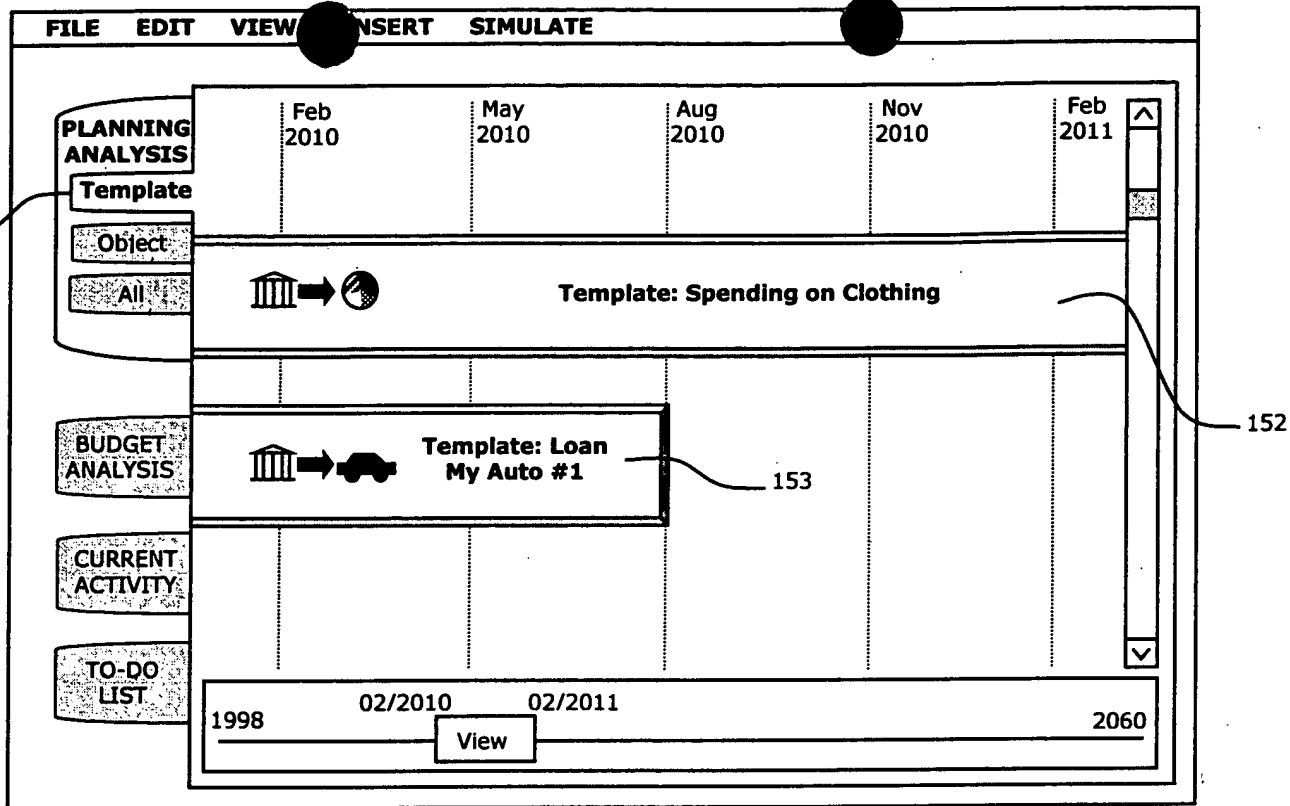 FILE EDIT VIEW NSERT SIMULATE
Feb 2010
May 2010
Aug 2010
Nov 2010
Feb 2011
PLANNING
ANALYSIS
Template
Object
All
Template: Spending on Clothing
152
BUDGET
ANALYSIS
Template: Loan
My Auto #1
153
CURRENT
ACTIVITY
TO-DO
LIST
02/2010 02/2011
1998 2060
View